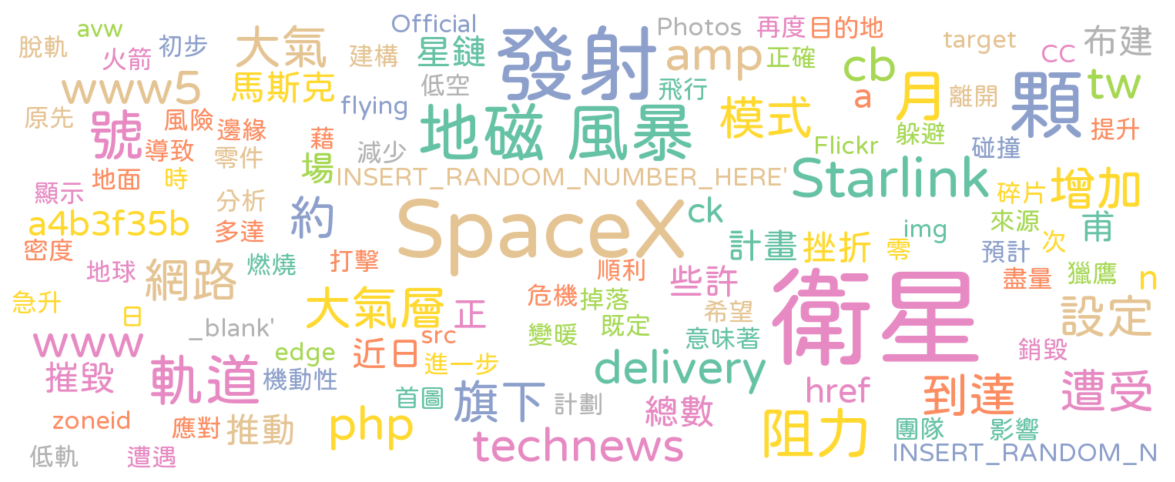 avw
Official
Photos
再度
目的地
脫軌
火箭
初步
大氣
建構
星鏈
發射
amp
正確
target
cc
布建
www5
馬斯克
低空
飛行
cb
a
月
離開
顆
tw
原先
號
風險
邊緣
flying
地磁 風暴
模式
Flickr
躲避
碰撞
提升
導致
零件
藉
減少
場
INSERT_RANDOM_NUMBER_HERE'
Starlink
碎片
增加
顯示
地面
時
分析
約
SpaceX
ck
來源
a4b3f35b
多達
計畫
挫折
零
img
次
甫
密度
地球
網路
燃燒
打擊
順利
些許
衛星
預計
盡量
獵鷹
n
急升
日
大氣層
正
危機
掉落
希望
設定
_blank'
變暖
既定
意味著
www
edge
近日
src
進一步
銷毀
摧毀
軌道
機動性
delivery
href
到達
遭受
首圖
旗下
計劃
總數
zoneid
應對
推動
php
阻力
團隊
影響
低軌
遭遇
technews
INSERT_RANDOM_N